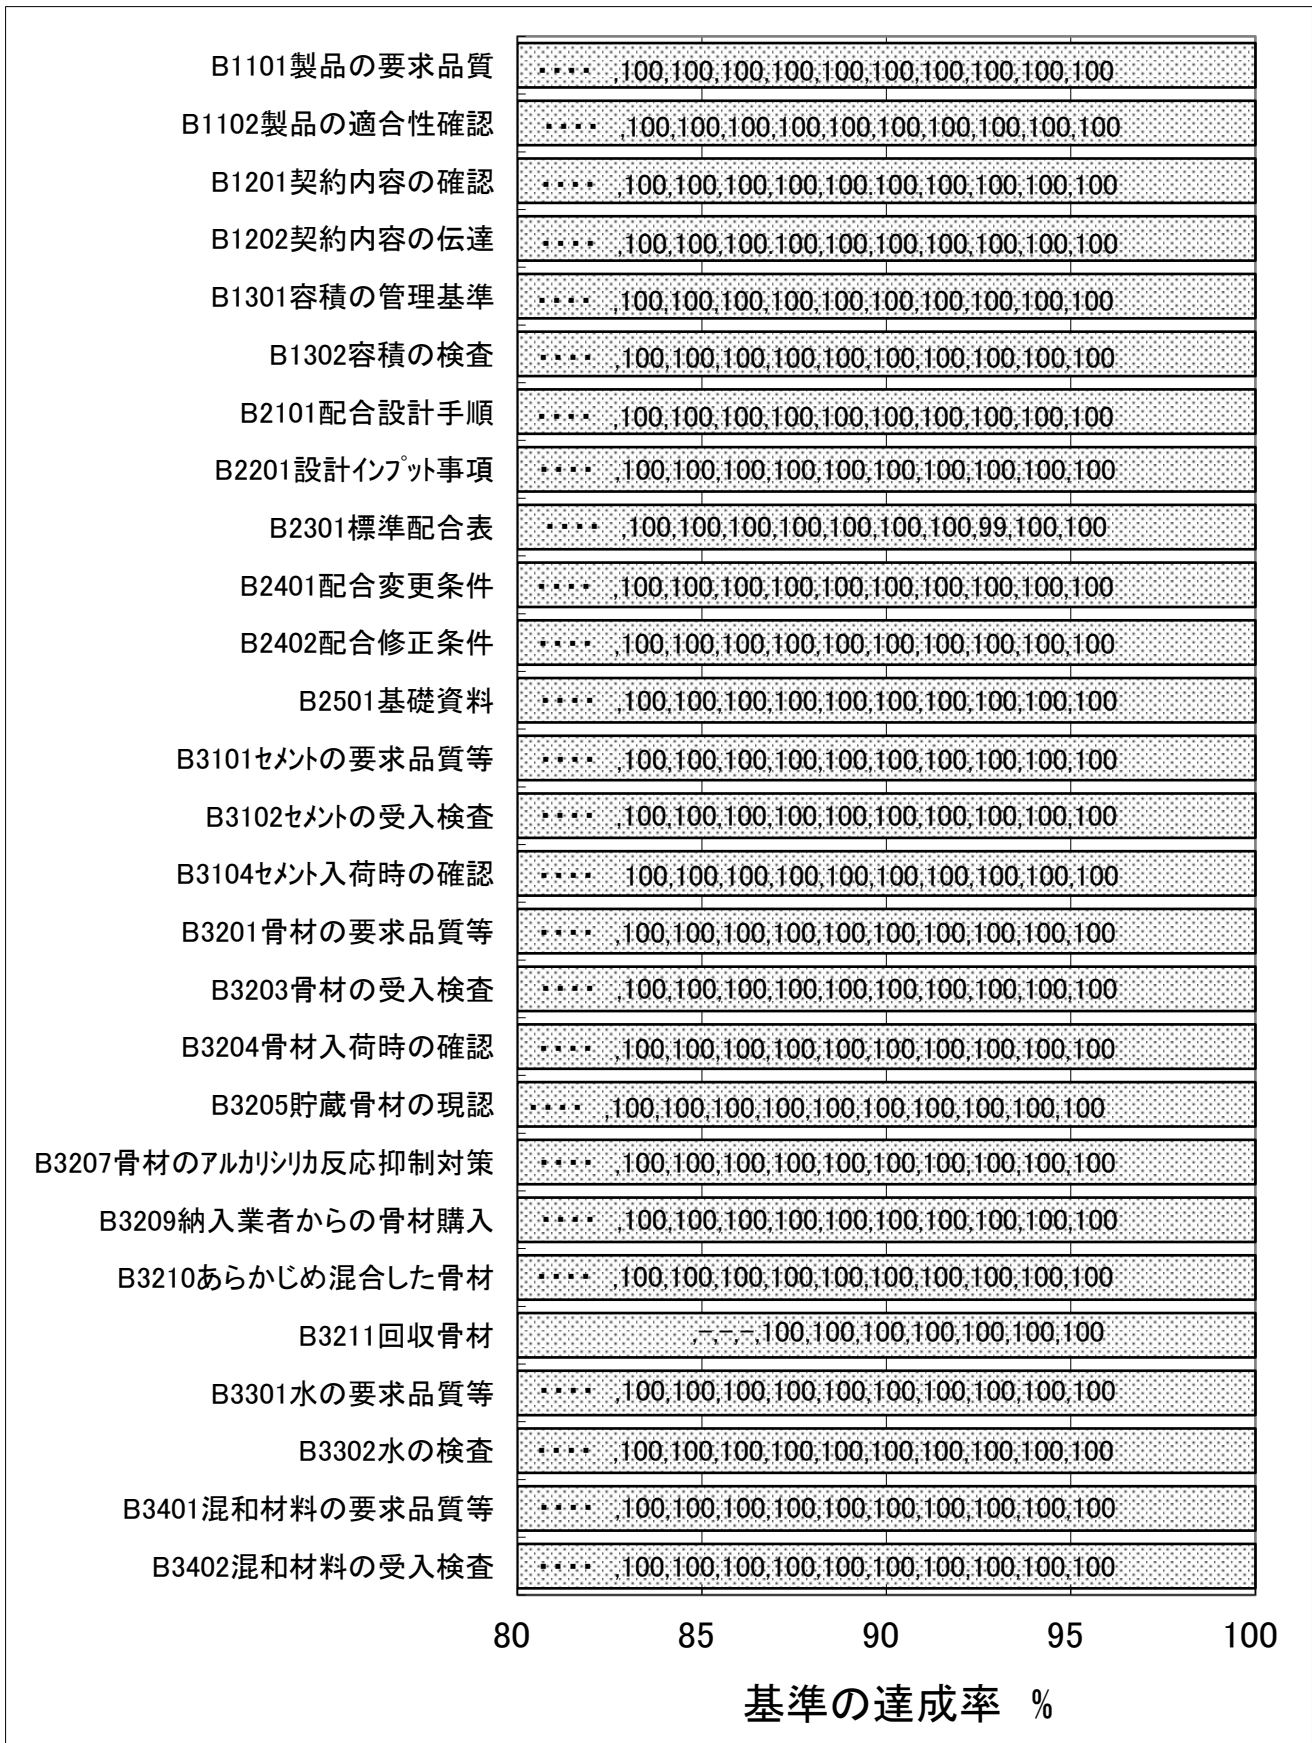 B1101製品の要求品質 ････ ,100,100,100,100,100,100,100,100,100,100
B1102製品の適合性確認 ････ ,100,100,100,100,100,100,100,100,100,100
B1201契約内容の確認 ････ ,100,100,100,100,100,100,100,100,100,100
B1202契約内容の伝達 ････ ,100,100,100,100,100,100,100,100,100,100
B1301容積の管理基準 ････ ,100,100,100,100,100,100,100,100,100,100
B1302容積の検査 ････ ,100,100,100,100,100,100,100,100,100,100
B2101配合設計手順 ････ ,100,100,100,100,100,100,100,100,100,100
B2201設計ｲﾝﾌﾟｯﾄ事項 ････ ,100,100,100,100,100,100,100,100,100,100
B2301標準配合表 ････ ,100,100,100,100,100,100,100,99,100,100
B2401配合変更条件 ････ ,100,100,100,100,100,100,100,100,100,100
B2402配合修正条件 ････ ,100,100,100,100,100,100,100,100,100,100
B2501基礎資料 ････ ,100,100,100,100,100,100,100,100,100,100
B3101ｾﾒﾝﾄの要求品質等 ････ ,100,100,100,100,100,100,100,100,100,100
B3102ｾﾒﾝﾄの受入検査 ････ ,100,100,100,100,100,100,100,100,100,100
B3104ｾﾒﾝﾄ入荷時の確認 ････ 100,100,100,100,100,100,100,100,100,100
B3201骨材の要求品質等 ････ ,100,100,100,100,100,100,100,100,100,100
B3203骨材の受入検査 ････ ,100,100,100,100,100,100,100,100,100,100
B3204骨材入荷時の確認 ････ ,100,100,100,100,100,100,100,100,100,100
B3205貯蔵骨材の現認 ････ ,100,100,100,100,100,100,100,100,100,100
B3207骨材のｱﾙｶﾘｼﾘｶ反応抑制対策 ････ ,100,100,100,100,100,100,100,100,100,100
B3209納入業者からの骨材購入 ････ ,100,100,100,100,100,100,100,100,100,100
B3210あらかじめ混合した骨材 ････ ,100,100,100,100,100,100,100,100,100,100
B3211回収骨材 ,-,-,-,100,100,100,100,100,100,100
B3301水の要求品質等 ････ ,100,100,100,100,100,100,100,100,100,100
B3302水の検査 ････ ,100,100,100,100,100,100,100,100,100,100
B3401混和材料の要求品質等 ････ ,100,100,100,100,100,100,100,100,100,100
B3402混和材料の受入検査 ････ ,100,100,100,100,100,100,100,100,100,100
80 85 90 95 100
基準の達成率 %